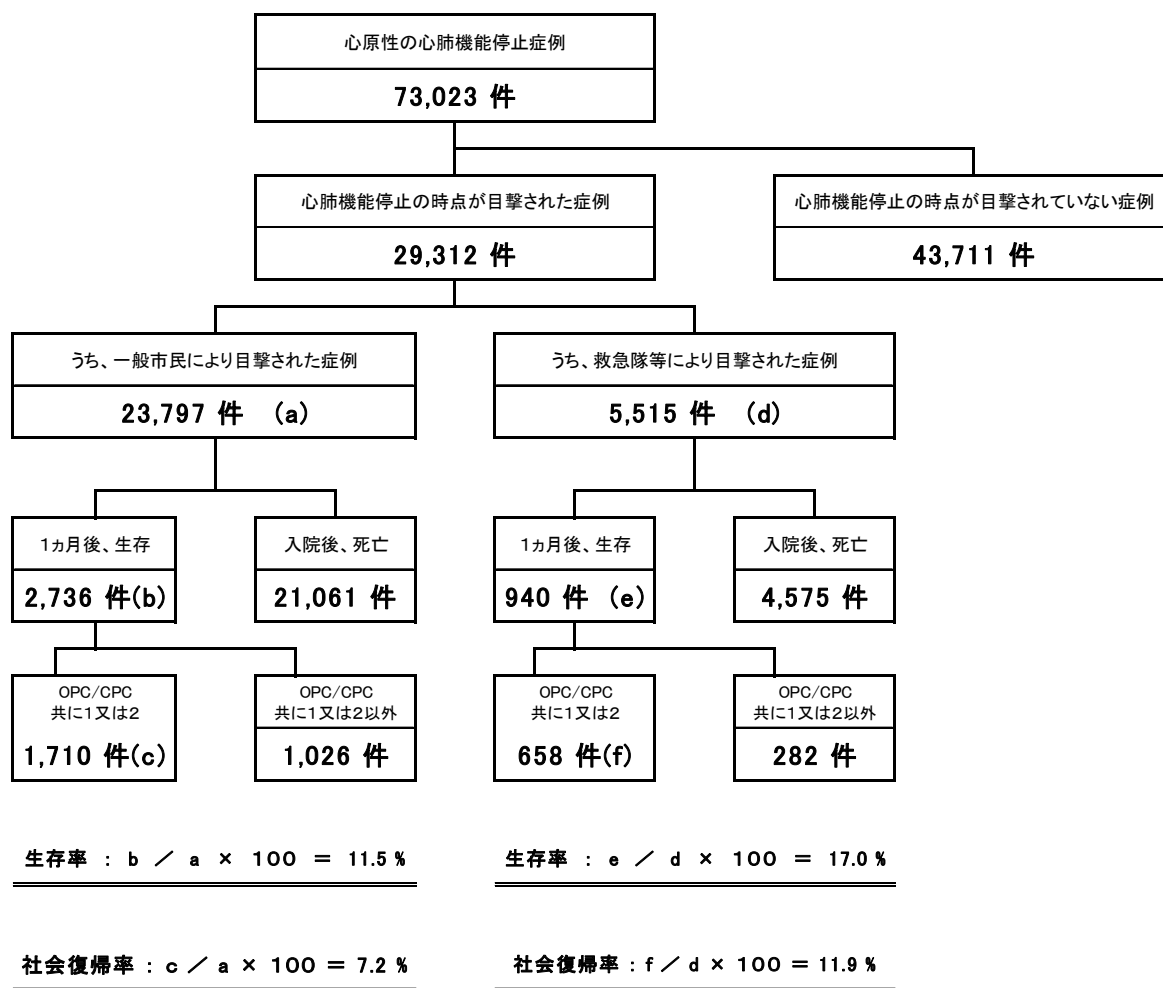 心原性の心肺機能停止症例
73,023 件
心肺機能停止の時点が目撃された症例
29,312 件
心肺機能停止の時点が目撃されていない症例
43,711 件
うち、一般市民により目撃された症例
23,797 件 (a)
うち、救急隊等により目撃された症例
5,515 件 (d)
1ヵ月後、生存
2,736 件(b)
入院後、死亡
21,061 件
1ヵ月後、生存
940 件 (e)
入院後、死亡
4,575 件
OPC/CPC
共に1又は2
1,710 件(c)
OPC/CPC
共に1又は2以外
1,026 件
OPC/CPC
共に1又は2
658 件(f)
OPC/CPC
共に1又は2以外
282 件
生存率 : b / a × 100 = 11.5 %
生存率 : e / d × 100 = 17.0 %
社会復帰率 : c / a × 100 = 7.2 %
社会復帰率 : f / d × 100 = 11.9 %